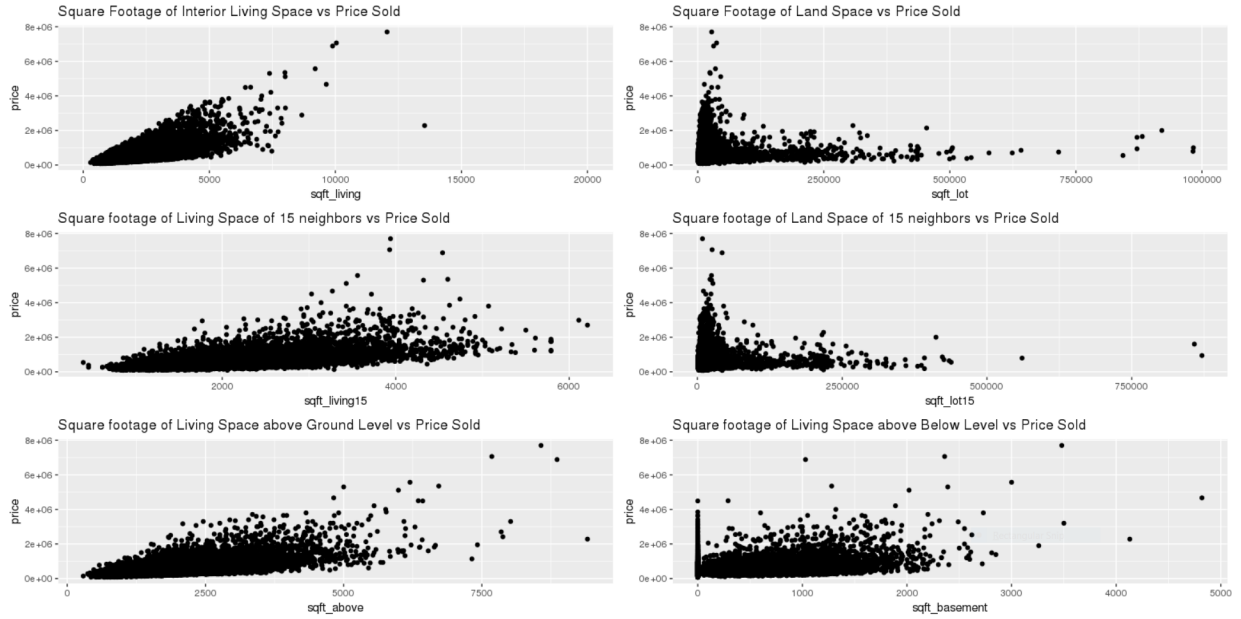 Square Footage of Interior Living Space vs Price Sold
8e+06
6e+06
4e+06
2e+06
0e+00
price
0 5000 10000 15000 20000
sqft_living
Square Footage of Land Space vs Price Sold
8e+06
6e+06
4e+06
2e+06
0e+00
price
0 250000 500000 750000 1000000
sqft_lot
Square footage of Living Space of 15 neighbors vs Price Sold
8e+06
6e+06
4e+06
2e+06
0e+00
price
2000 4000 6000
sqft_living15
Square footage of Land Space of 15 neighbors vs Price Sold
8e+06
6e+06
4e+06
2e+06
0e+00
price
0 250000 500000 750000
sqft_lot15
Square footage of Living Space above Ground Level vs Price Sold
8e+06
6e+06
4e+06
2e+06
0e+00
price
0 2500 5000 7500
sqft_above
Square footage of Living Space above Below Level vs Price Sold
8e+06
6e+06
4e+06
2e+06
0e+00
price
0 1000 2000 3000 4000 5000
sqft_basement